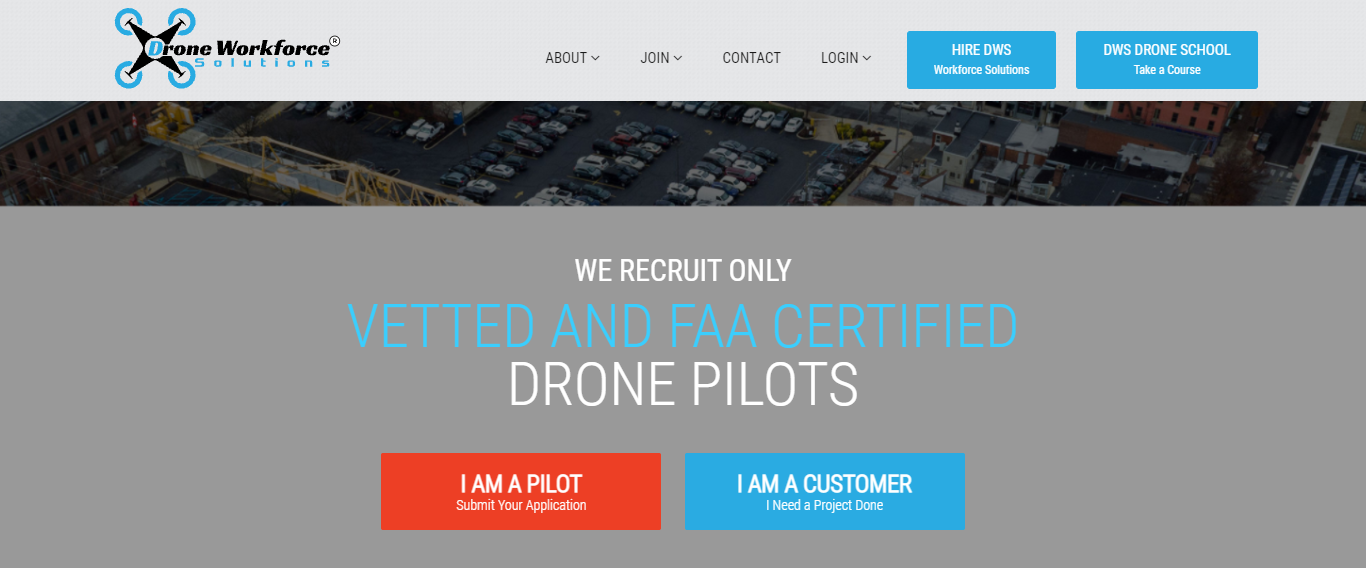 Drone Workforce®
Solutions
ABOUT
JOIN
CONTACT
LOGIN
HIRE DWS
Workforce Solutions
DWS DRONE SCHOOL
Take a Course
WE RECRUIT ONLY
VETTED AND FAA CERTIFIED
DRONE PILOTS
I AM A PILOT
Submit Your Application
I AM A CUSTOMER
I Need a Project Done